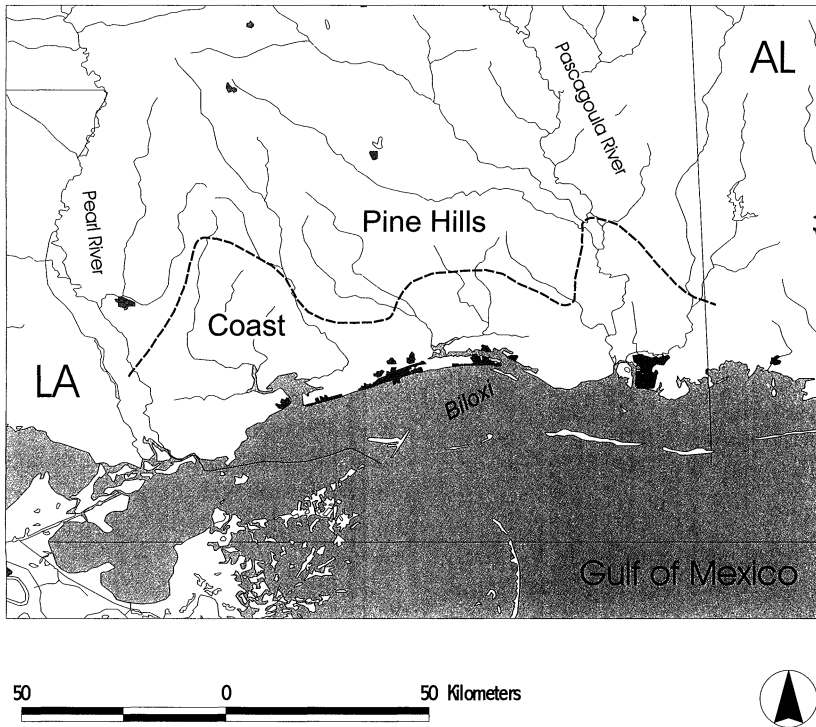 AL
Pascagoula River
Pearl River
Pine Hills
Coast
LA
Biloxi
Gulf of Mexico
50 0 50 Kilometers